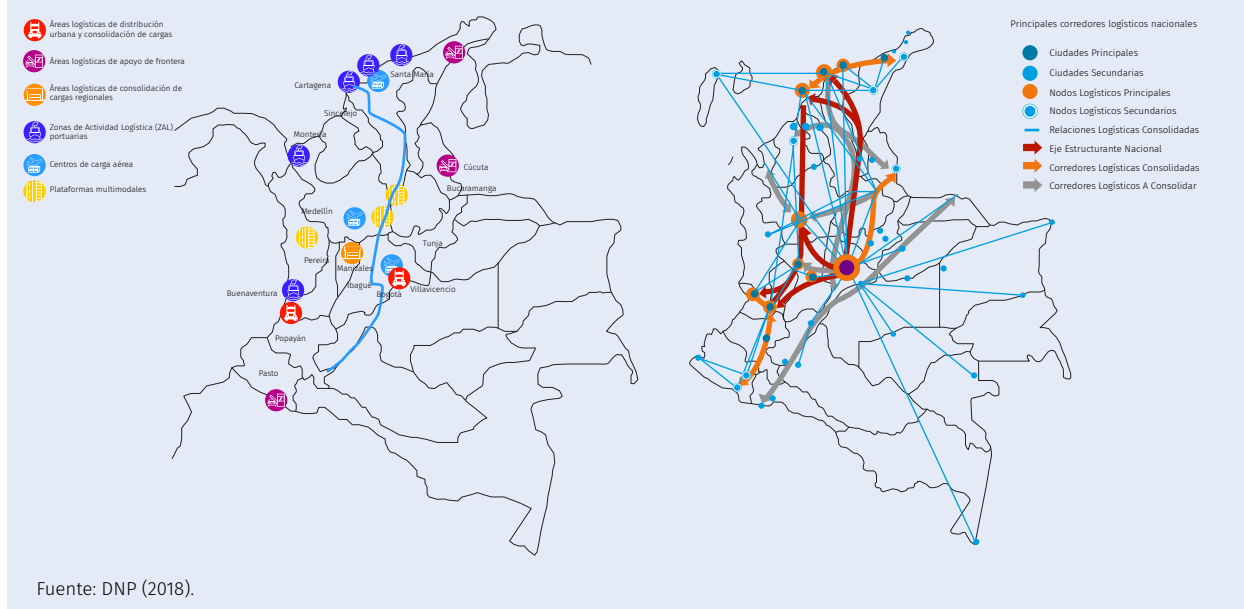 Áreas logísticas de distribución
urbana y consolidación de cargas
Áreas logísticas de apoyo de frontera
Áreas logísticas de consolidación de
cargas regionales
Zonas de Actividad Logística (ZAL)
portuarias
Centros de carga aérea
Plataformas multimodales
Santa Maria
Cartagena
Sincelejo
Montería
Cúcuta
Bucaramanga
Medellín
Tunja
Pereira
Manizales
Ibagué
Buenaventura
Bogotá
Villavicencio
Popayán
Pasto
Principales corredores logísticos nacionales
Ciudades Principales
Ciudades Secundarias
Nodos Logísticos Principales
Nodos Logísticos Secundarios
Relaciones Logísticas Consolidadas
Eje Estructurante Nacional
Corredores Logísticas Consolidadas
Corredores Logísticos A Consolidar
Fuente: DNP (2018).